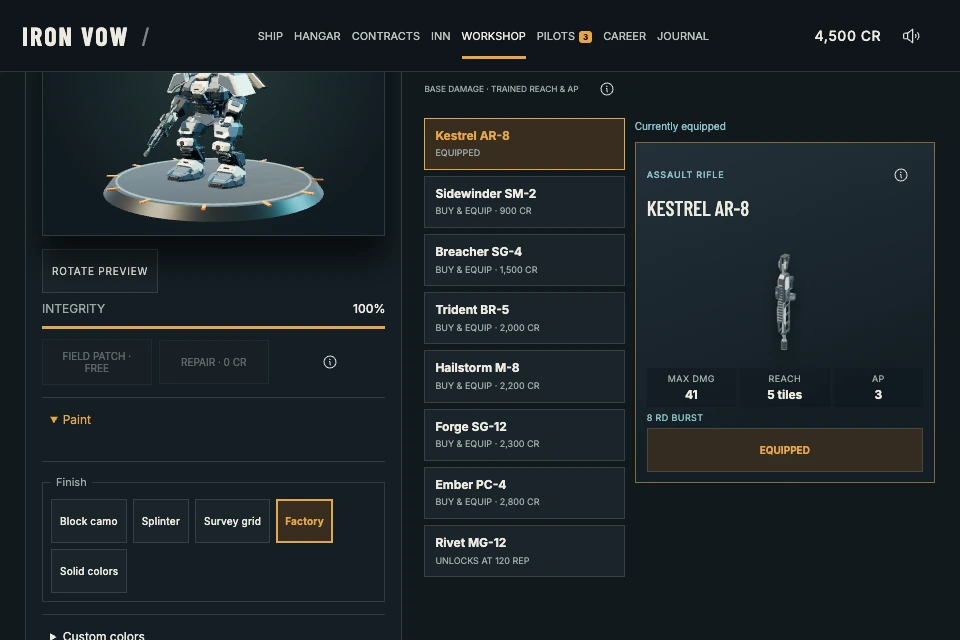 IRON VOW /
SHIP HANGAR CONTRACTS INN WORKSHOP PILOTS 3 CAREER JOURNAL
4,500 CR
ROTATE PREVIEW
INTEGRITY 100%
FIELD PATCH ·
FREE
REPAIR · 0 CR
▼ Paint
Finish
Block camo Splinter Survey grid Factory
Solid colors
▶ Custom colors
BASE DAMAGE · TRAINED REACH & AP
Kestrel AR-8
EQUIPPED
Sidewinder SM-2
BUY & EQUIP · 900 CR
Breacher SG-4
BUY & EQUIP · 1,500 CR
Trident BR-5
BUY & EQUIP · 2,000 CR
Hailstorm M-8
BUY & EQUIP · 2,200 CR
Forge SG-12
BUY & EQUIP · 2,300 CR
Ember PC-4
BUY & EQUIP · 2,800 CR
Rivet MG-12
UNLOCKS AT 120 REP
Currently equipped
ASSAULT RIFLE
KESTREL AR-8
MAX DMG REACH AP
41 5 tiles 3
8 RD BURST
EQUIPPED